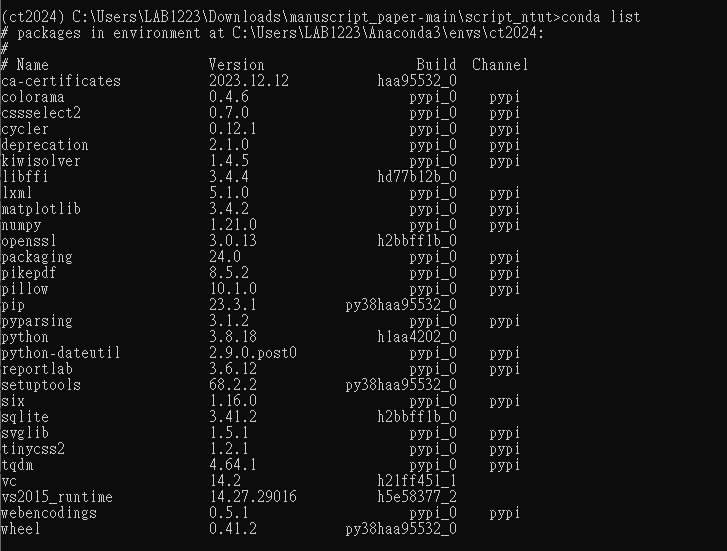 (ct2024) C:\Users\LAB1223\Downloads\manuscript_paper-main\script_ntut>conda list
# packages in environment at C:\Users\LAB1223\Anaconda3\envs\ct2024:
#
# Name                    Version                   Build  Channel
ca-certificates           2023.12.12           haa95532_0
colorama                  0.4.6                    pypi_0    pypi
cssselect2                0.7.0                    pypi_0    pypi
cycler                    0.12.1                   pypi_0    pypi
deprecation               2.1.0                    pypi_0    pypi
kiwisolver                1.4.5                    pypi_0    pypi
libffi                    3.4.4                hd77b12b_0
lxml                      5.1.0                    pypi_0    pypi
matplotlib                3.4.2                    pypi_0    pypi
numpy                     1.21.0                   pypi_0    pypi
openssl                   3.0.13               h2bbff1b_0
packaging                 24.0                     pypi_0    pypi
pikepdf                   8.5.2                    pypi_0    pypi
pillow                    10.1.0                   pypi_0    pypi
pip                       23.3.1           py38haa95532_0
pyparsing                 3.1.2                    pypi_0    pypi
python                    3.8.18               h1aa4202_0
python-dateutil           2.9.0.post0              pypi_0    pypi
reportlab                 3.6.12                   pypi_0    pypi
setuptools                68.2.2           py38haa95532_0
six                       1.16.0                   pypi_0    pypi
sqlite                    3.41.2               h2bbff1b_0
svglib                    1.5.1                    pypi_0    pypi
tinycss2                  1.2.1                    pypi_0    pypi
tqdm                      4.64.1                   pypi_0    pypi
vc                        14.2                 h21ff451_1
vs2015_runtime            14.27.29016          h5e58377_2
webencodings              0.5.1                    pypi_0    pypi
wheel                     0.41.2           py38haa95532_0